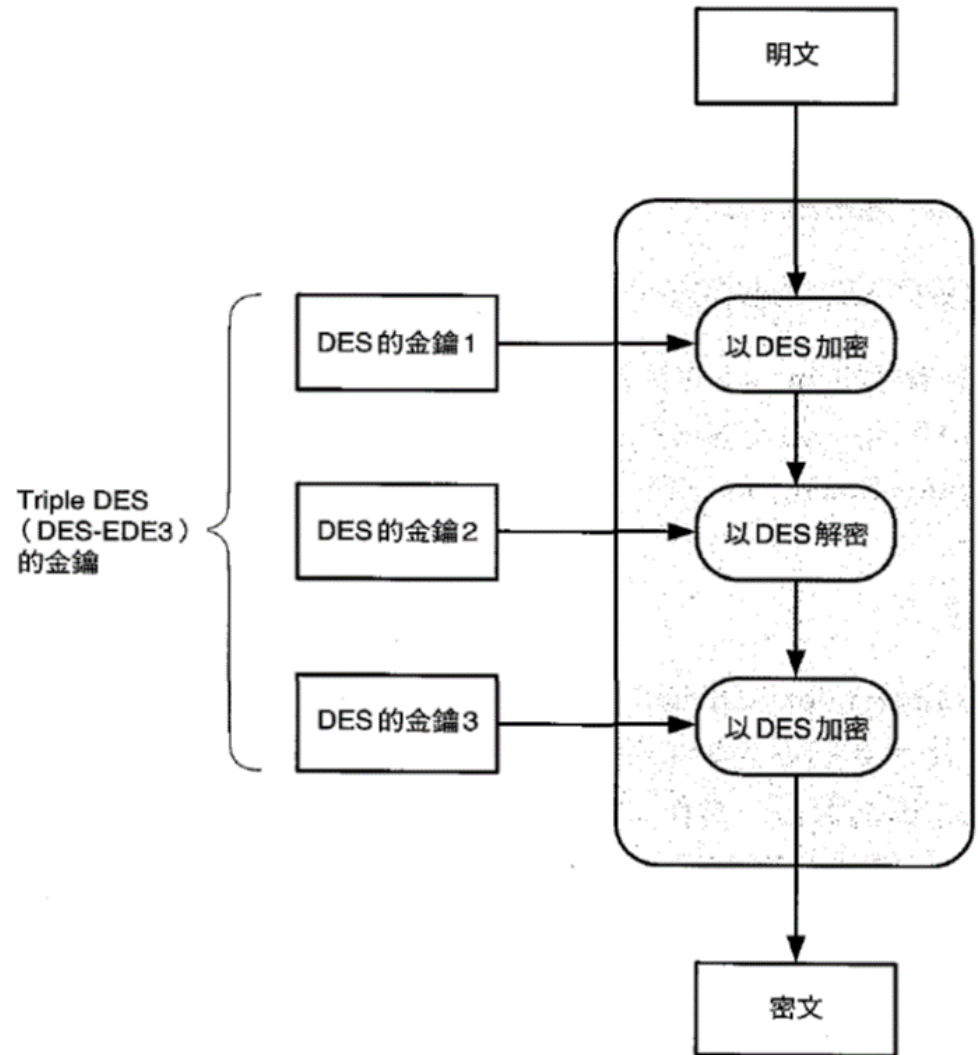 明文
DES的金鑰1
以DES加密
Triple DES
（DES-EDE3）
的金鑰
DES的金鑰2
以DES解密
DES的金鑰3
以DES加密
密文